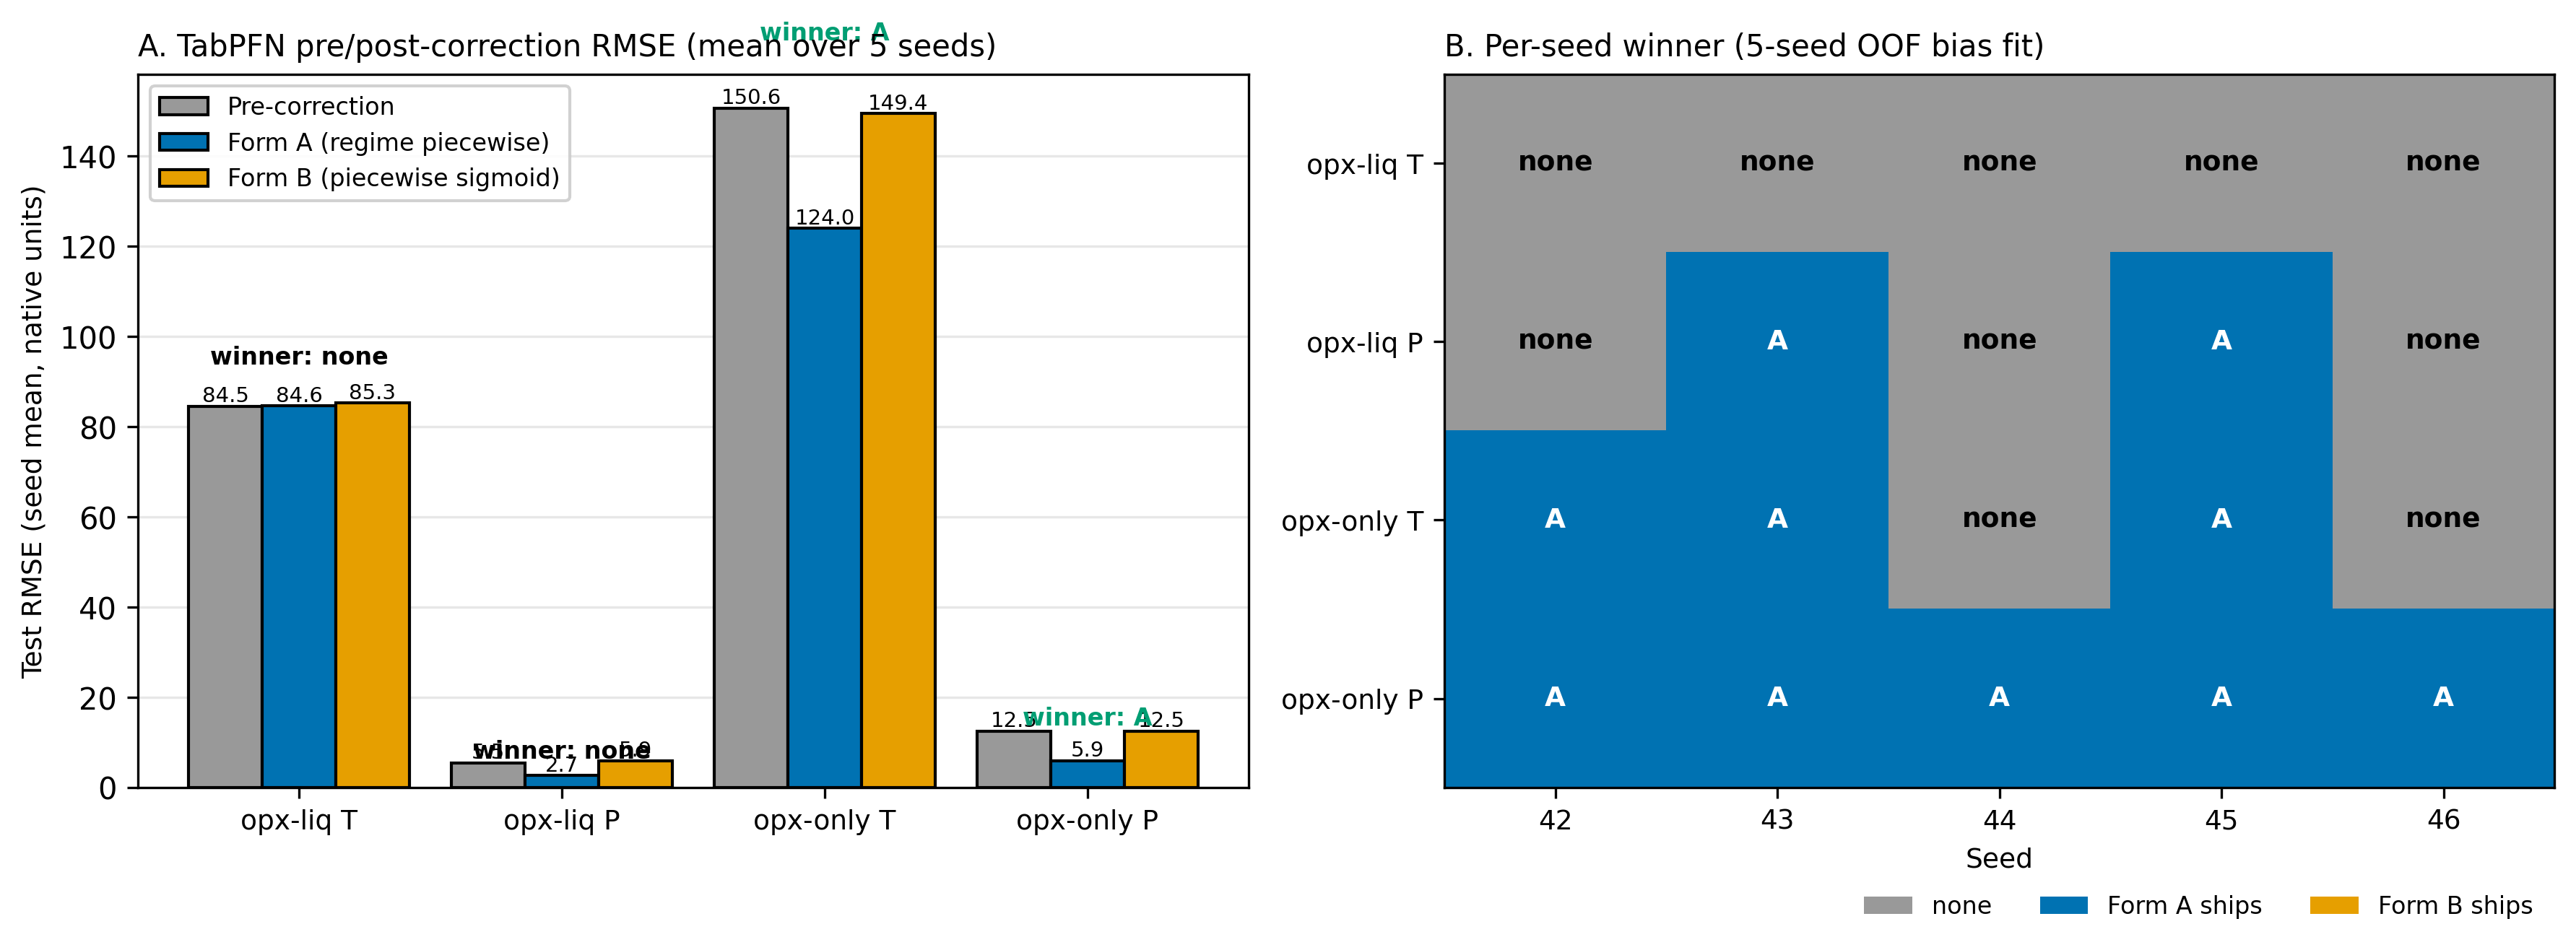 winner: A
A. TabPFN pre/post-correction RMSE (mean over 5 seeds)
Pre-correction
Form A (regime piecewise)
Form B (piecewise sigmoid)
Test RMSE (seed mean, native units)
140
120
100
80
60
40
20
0
150.6
124.0
149.4
winner: none
84.5
84.6
85.3
winner: none
2.7
winner: A
5.9
12.5
opx-liq T
opx-liq P
opx-only T
opx-only P
B. Per-seed winner (5-seed OOF bias fit)
opx-liq T
none none none none none
opx-liq P
none A none A none
opx-only T
A A none A none
opx-only P
A A A A A
42 43 44 45 46
Seed
none
Form A ships
Form B ships